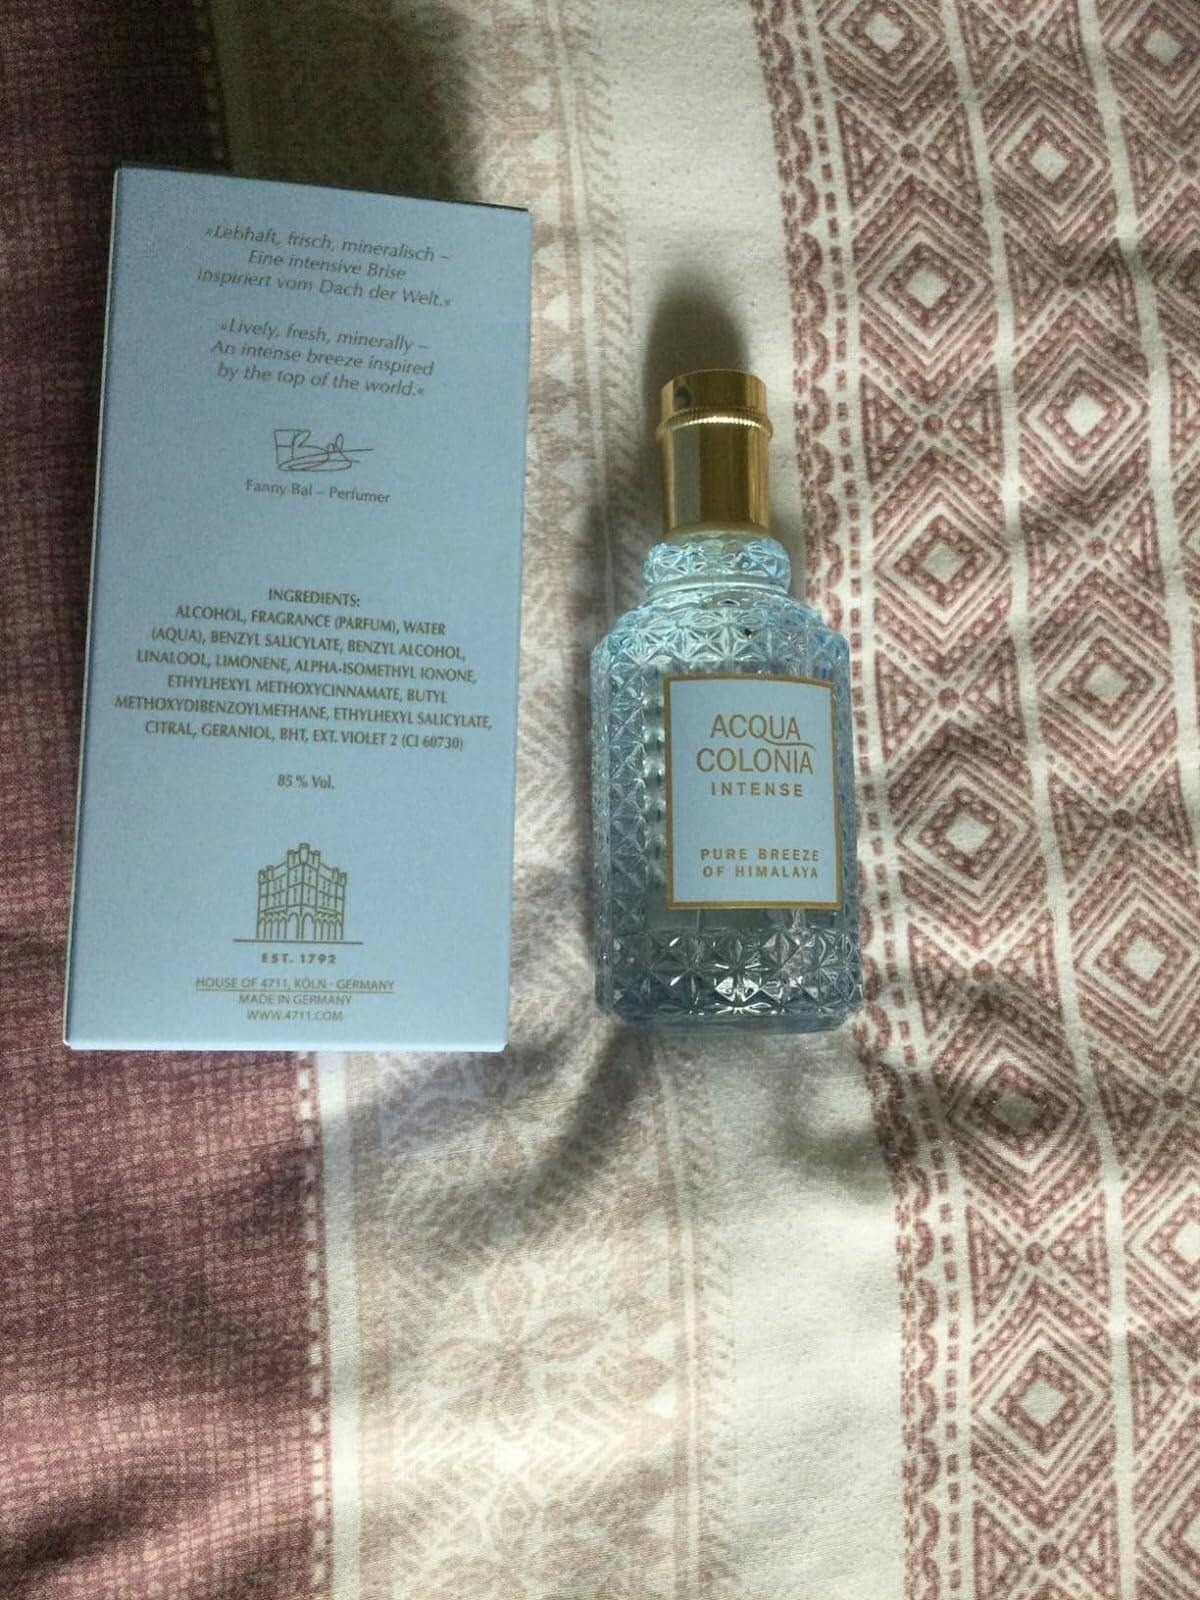 »Lebhaft, frisch, mineralisch –
Eine intensive Brise
inspiriert vom Dach der Welt.«
»Lively, fresh, minerally –
An intense breeze inspired
by the top of the world.«
Fanny Bal – Perfumer
INGREDIENTS:
ALCOHOL, FRAGRANCE (PARFUM), WATER
(AQUA), BENZYL SALICYLATE, BENZYL ALCOHOL,
LINALOOL, LIMONENE, ALPHA-ISOMETHYL IONONE,
ETHYLHEXYL METHOXYCINNAMATE, BUTYL
METHOXYDIBENZOYLMETHANE, ETHYLHEXYL SALICYLATE,
CITRAL, GERANIOL, BHT, EXT. VIOLET 2 (CI 60730)
85 % Vol.
EST. 1792
HOUSE OF 4711, KÖLN - GERMANY
MADE IN GERMANY
WWW.4711.COM
ACQUA
COLONIA
INTENSE
PURE BREEZE
OF HIMALAYA